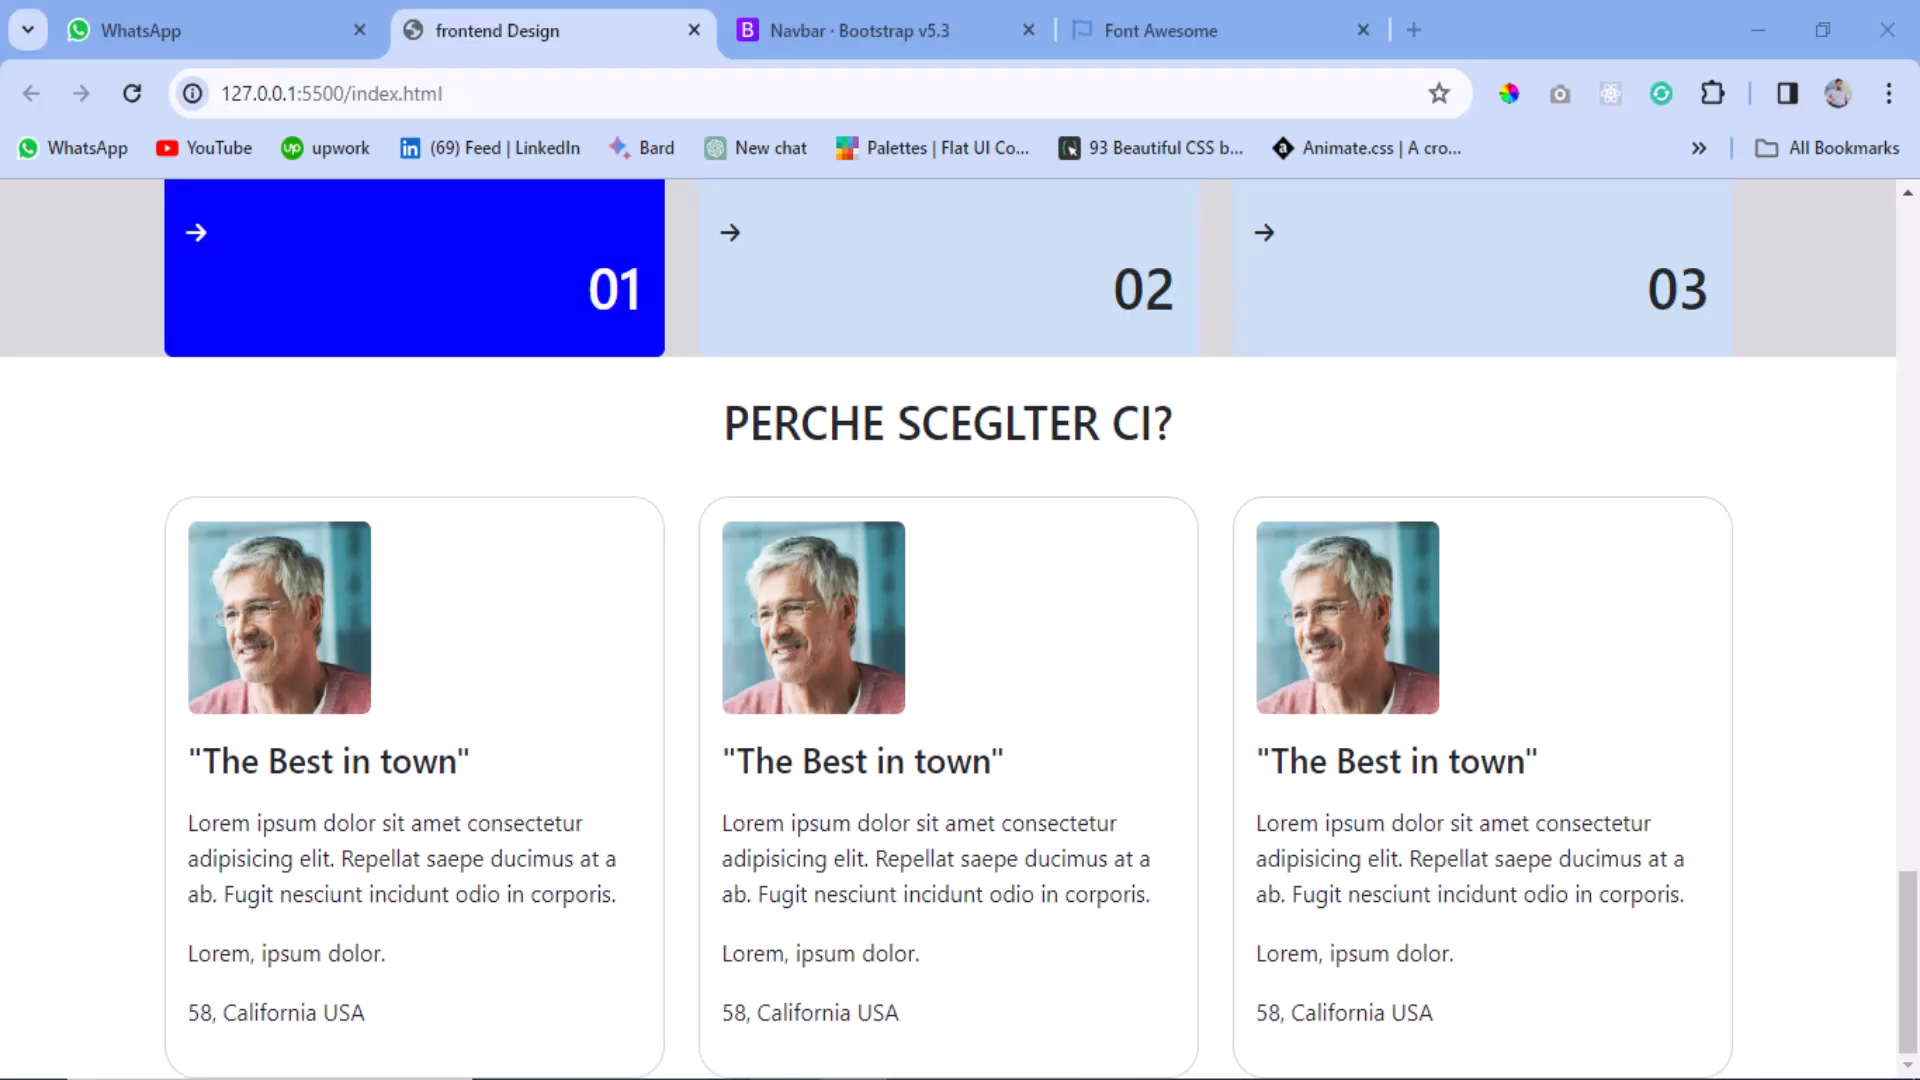 WhatsApp
frontend Design
Navbar · Bootstrap v5.3
Font Awesome
127.0.0.1:5500/index.html
WhatsApp
YouTube
upwork
(69) Feed | LinkedIn
Bard
New chat
Palettes | Flat UI Co...
93 Beautiful CSS b...
Animate.css | A cro...
All Bookmarks
01
02
03
PERCHE SCEGLTER CI?
"The Best in town"
Lorem ipsum dolor sit amet consectetur
adipisicing elit. Repellat saepe ducimus at a
ab. Fugit nesciunt incidunt odio in corporis.
Lorem, ipsum dolor.
58, California USA
"The Best in town"
Lorem ipsum dolor sit amet consectetur
adipisicing elit. Repellat saepe ducimus at a
ab. Fugit nesciunt incidunt odio in corporis.
Lorem, ipsum dolor.
58, California USA
"The Best in town"
Lorem ipsum dolor sit amet consectetur
adipisicing elit. Repellat saepe ducimus at a
ab. Fugit nesciunt incidunt odio in corporis.
Lorem, ipsum dolor.
58, California USA